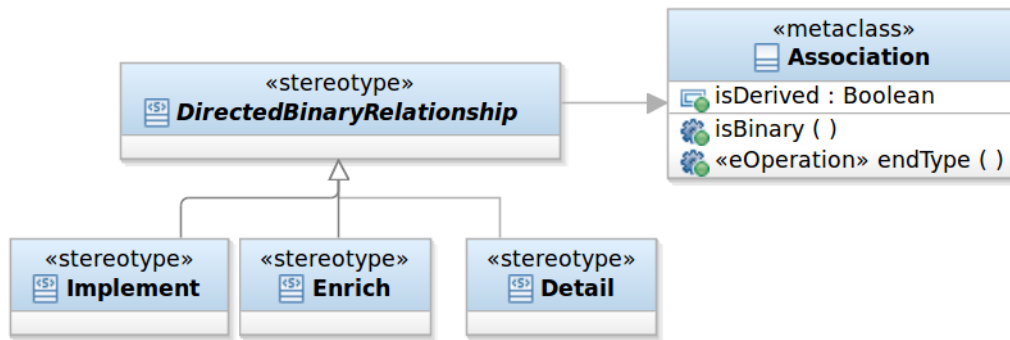 «metaclass»
Association
isDerived : Boolean
isBinary ( )
«eOperation» endType ( )
«stereotype»
DirectedBinaryRelationship
«stereotype»
Implement
«stereotype»
Enrich
«stereotype»
Detail